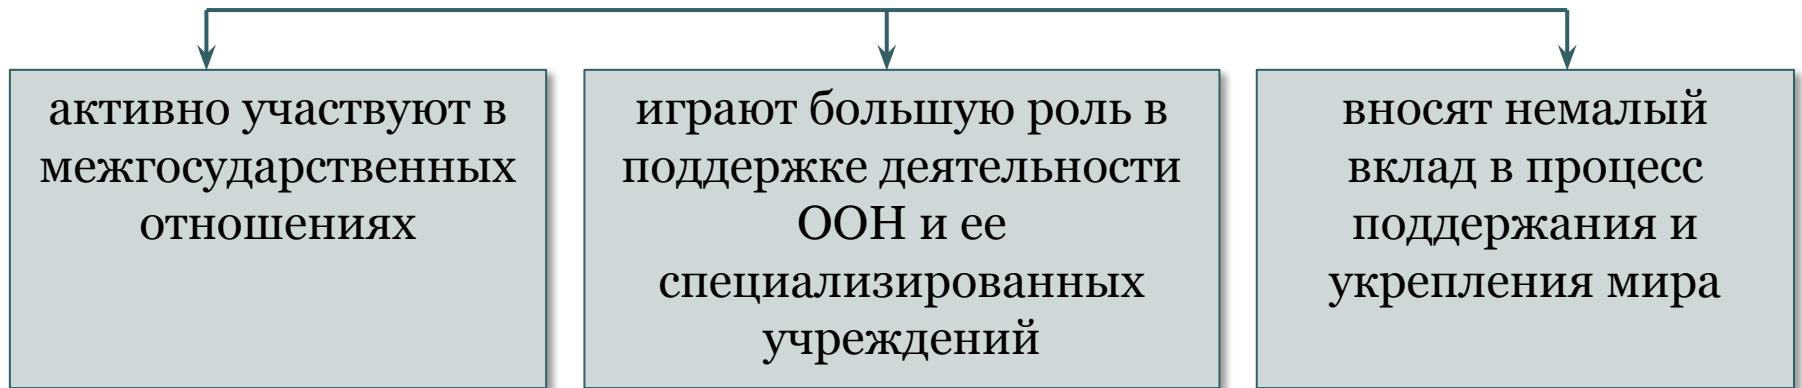 активно участвуют в
межгосударственных
отношениях
играют большую роль в
поддержке деятельности
ООН и ее
специализированных
учреждений
вносят немалый
вклад в процесс
поддержания и
укрепления мира